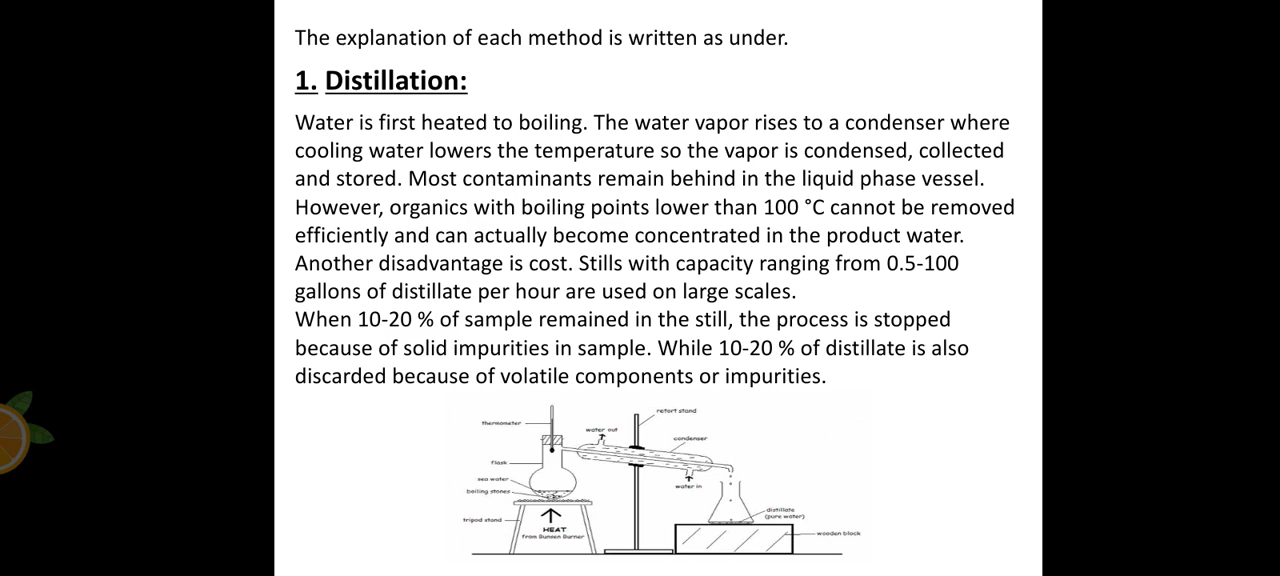 The explanation of each method is written as under.
1. Distillation:
Water is first heated to boiling. The water vapor rises to a condenser where
cooling water lowers the temperature so the vapor is condensed, collected
and stored. Most contaminants remain behind in the liquid phase vessel.
However, organics with boiling points lower than 100 °C cannot be removed
efficiently and can actually become concentrated in the product water.
Another disadvantage is cost. Stills with capacity ranging from 0.5-100
gallons of distillate per hour are used on large scales.
When 10-20 % of sample remained in the still, the process is stopped
because of solid impurities in sample. While 10-20 % of distillate is also
discarded because of volatile components or impurities.
retort stand
thermometer
water out
condenser
flask
sea water
boiling stones
water in
distillate
(pure water)
tripod stand
HEAT
from Bunsen Burner
wooden block